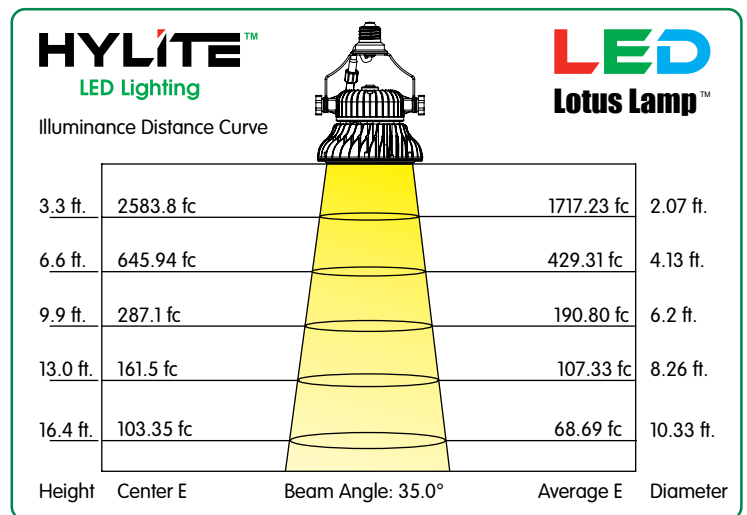 HYLITE™
LED Lighting
LED
Lotus Lamp™
Illuminance Distance Curve
3.3 ft. 2583.8 fc 1717.23 fc 2.07 ft.
6.6 ft. 645.94 fc 429.31 fc 4.13 ft.
9.9 ft. 287.1 fc 190.80 fc 6.2 ft.
13.0 ft. 161.5 fc 107.33 fc 8.26 ft.
16.4 ft. 103.35 fc 68.69 fc 10.33 ft.
Height Center E Beam Angle: 35.0° Average E Diameter